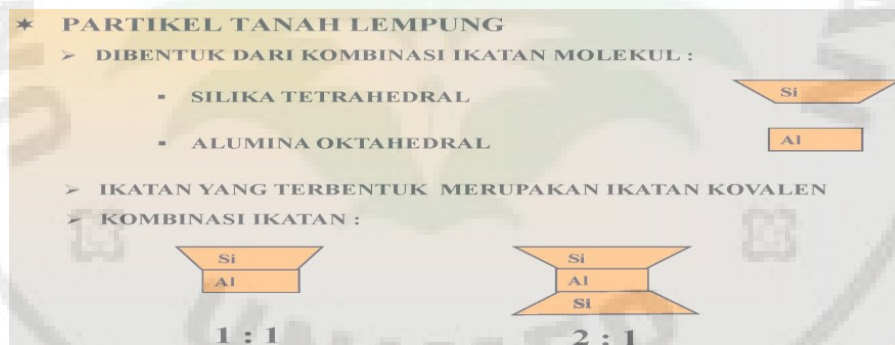 ✶ PARTIKEL TANAH LEMPUNG
➢ DIBENTUK DARI KOMBINASI IKATAN MOLEKUL :
▪ SILIKA TETRAHEDRAL
Si
▪ ALUMINA OKTAHEDRAL
Al
➢ IKATAN YANG TERBENTUK MERUPAKAN IKATAN KOVALEN
➢ KOMBINASI IKATAN :
Si
Al
1 : 1
Si
Al
Si
2 : 1